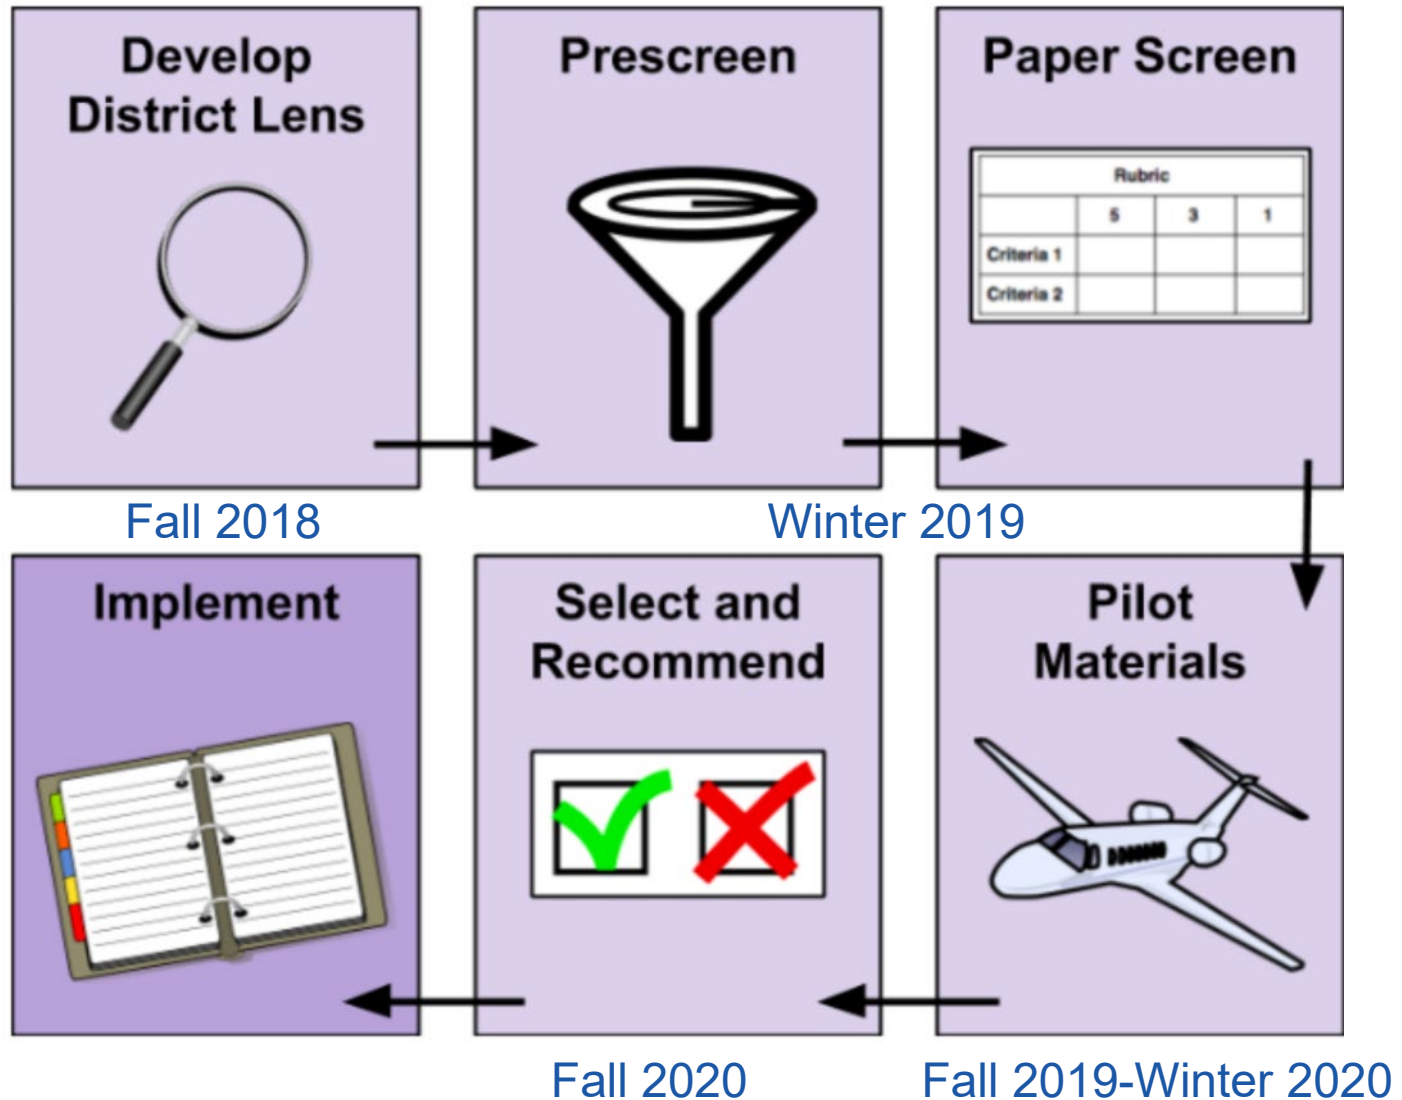 Develop
District Lens
Prescreen
Paper Screen
Rubric
5 3 1
Criteria 1
Criteria 2
Fall 2018
Winter 2019
Implement
Select and
Recommend
Pilot
Materials
Fall 2020
Fall 2019-Winter 2020